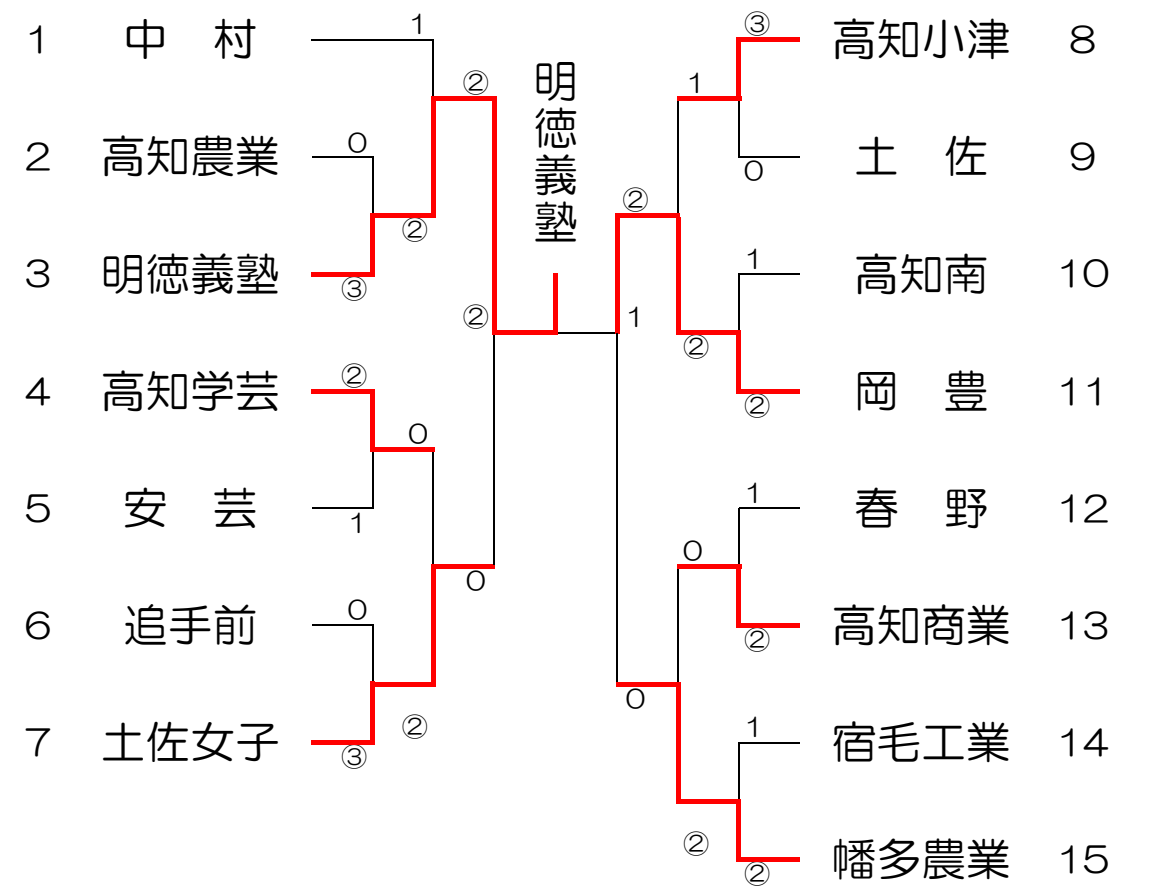 1 中 村 1
2 高知農業 0
②
②
3 明徳義塾 ③
4 高知学芸 ②
0
5 安 芸 1
②
0
6 追手前 0
②
7 土佐女子 ③
明徳義塾
③ 高知小津 8
1
0 土 佐 9
②
1 高知南 10
1
②
② 岡 豊 11
1 春 野 12
0
② 高知商業 13
0
1 宿毛工業 14
②
② 幡多農業 15